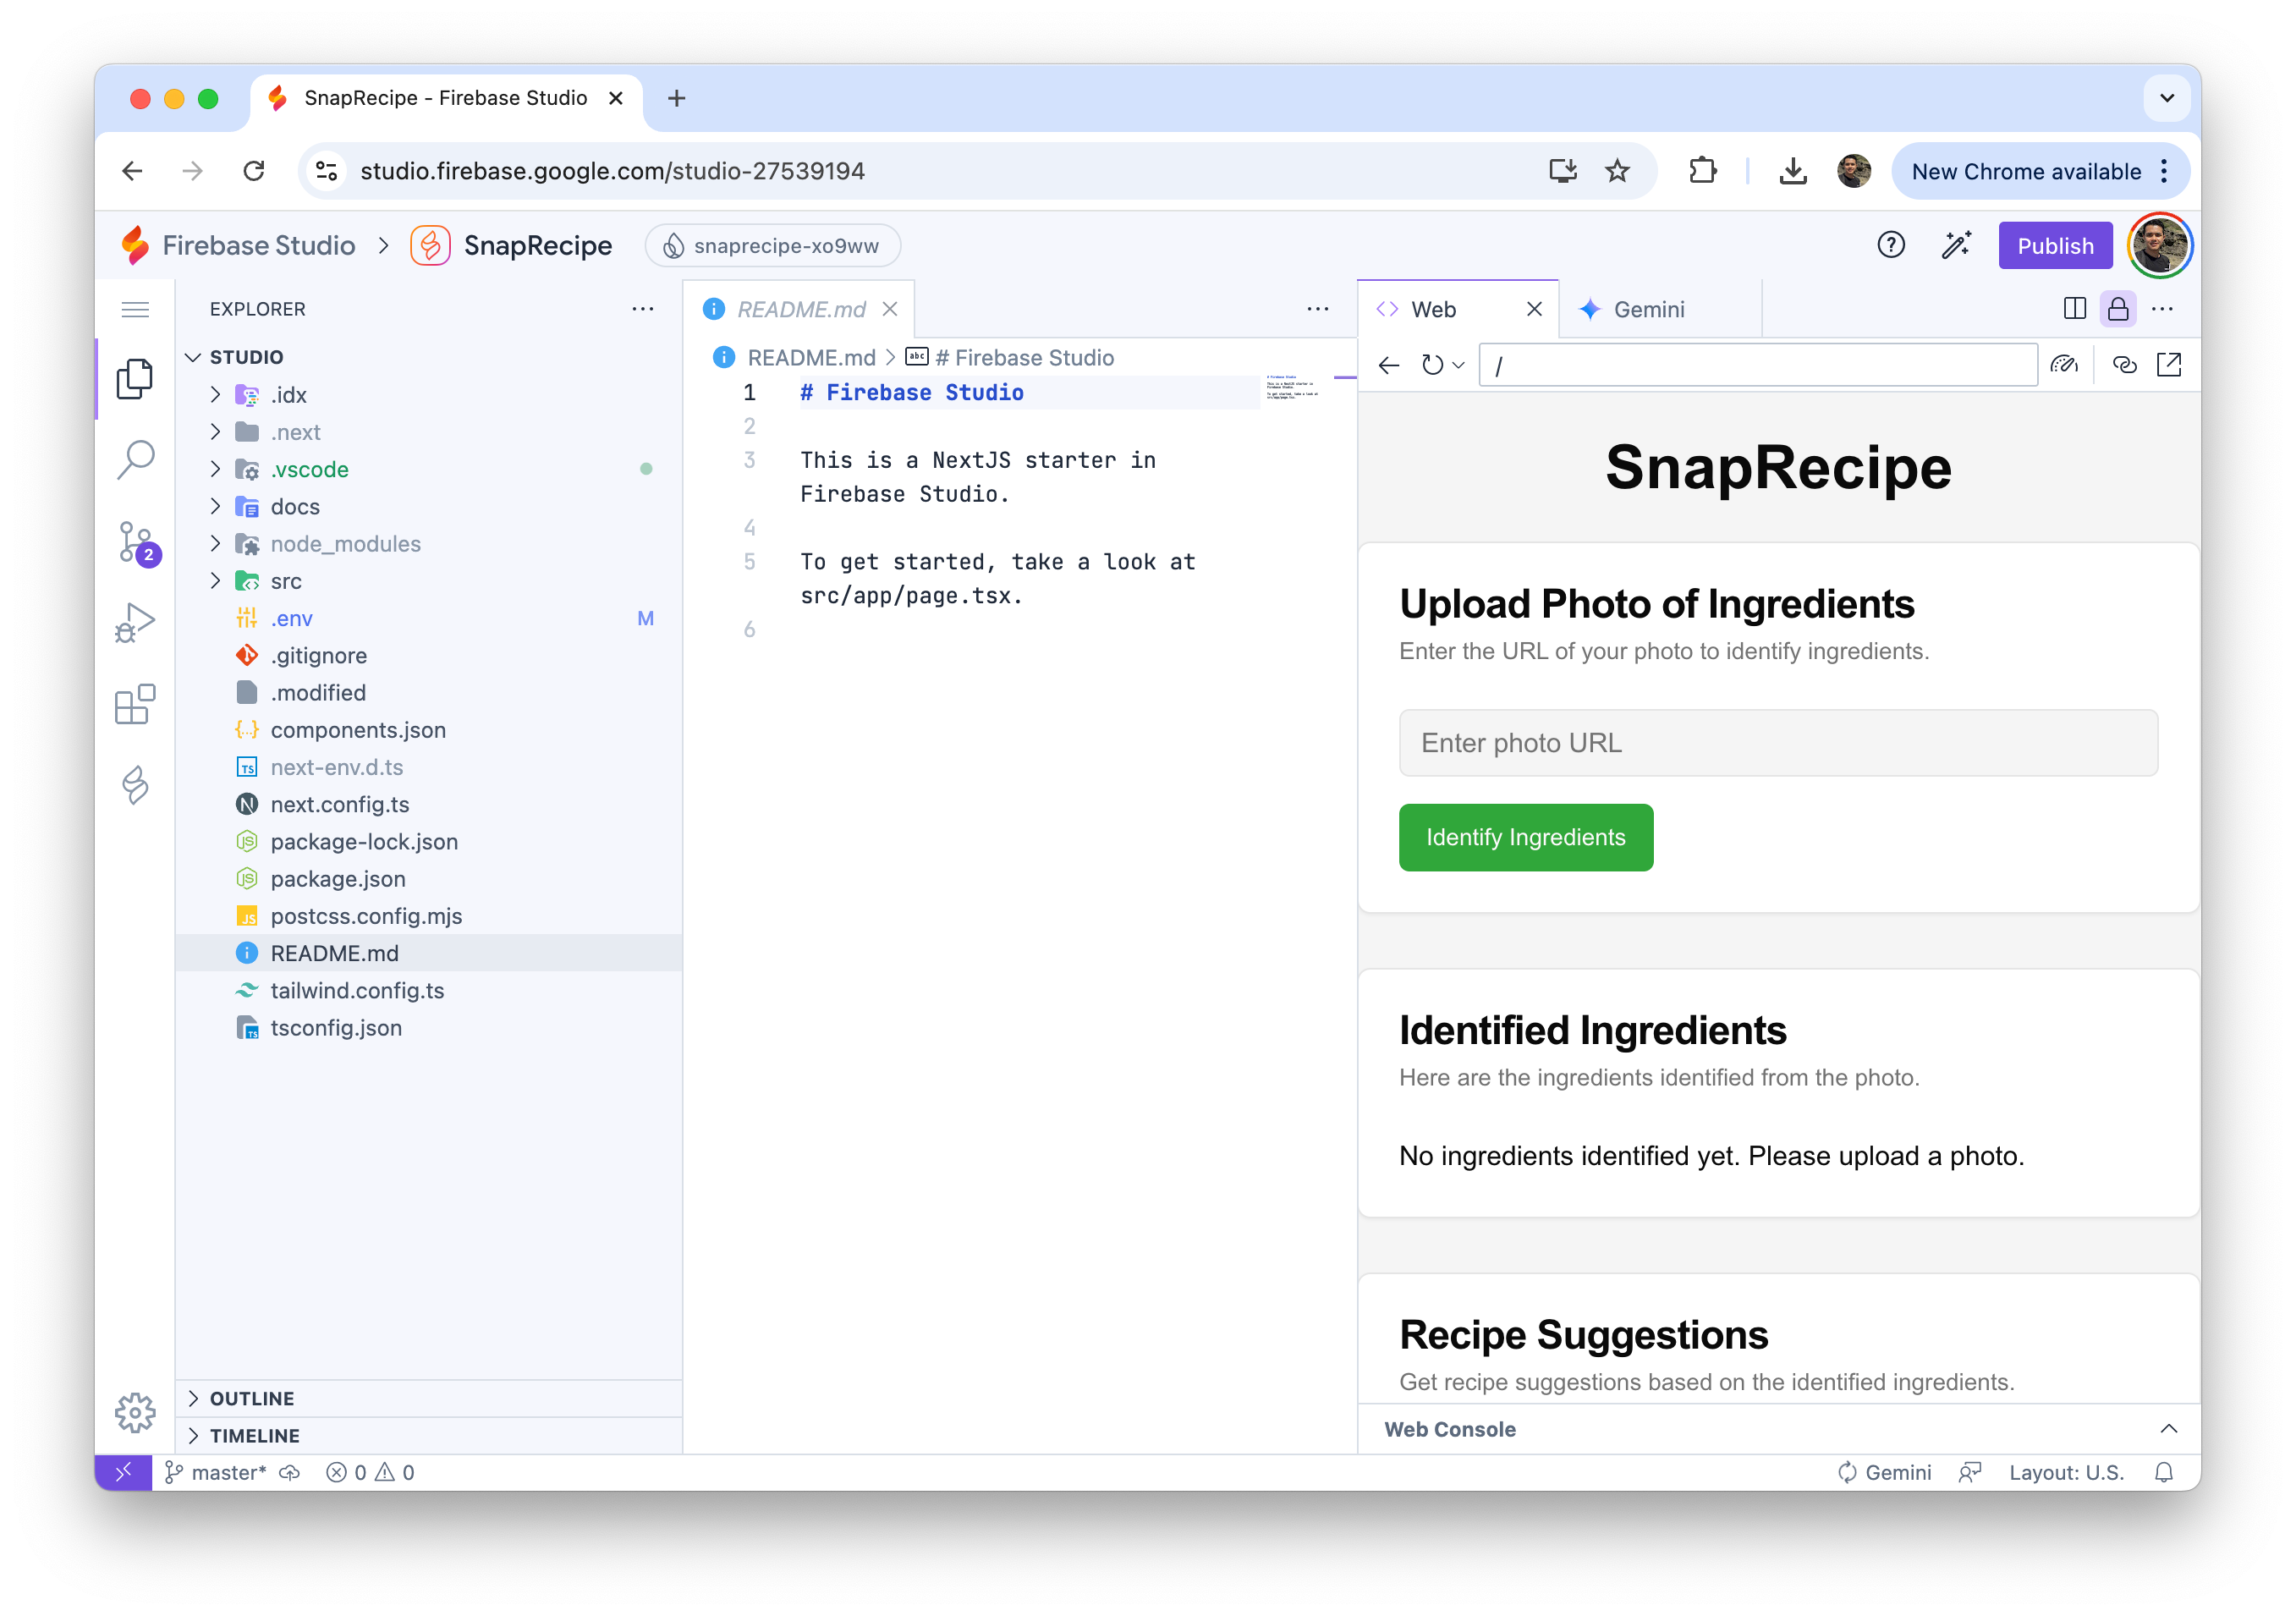 SnapRecipe - Firebase Studio
studio.firebase.google.com/studio-27539194
New Chrome available
Firebase Studio > SnapRecipe snaprecipe-xo9ww
Publish
EXPLORER
STUDIO
.idx
.next
.vscode
docs
node_modules
src
.env M
.gitignore
.modified
components.json
next-env.d.ts
next.config.ts
package-lock.json
package.json
postcss.config.mjs
README.md
tailwind.config.ts
tsconfig.json
OUTLINE
TIMELINE
2
README.md
README.md > # Firebase Studio
1 # Firebase Studio
2
3 This is a NextJS starter in
Firebase Studio.
4
5 To get started, take a look at
src/app/page.tsx.
6
Web
Gemini
/
SnapRecipe
Upload Photo of Ingredients
Enter the URL of your photo to identify ingredients.
Enter photo URL
Identify Ingredients
Identified Ingredients
Here are the ingredients identified from the photo.
No ingredients identified yet. Please upload a photo.
Recipe Suggestions
Get recipe suggestions based on the identified ingredients.
Web Console
master* 0 0
Gemini
Layout: U.S.